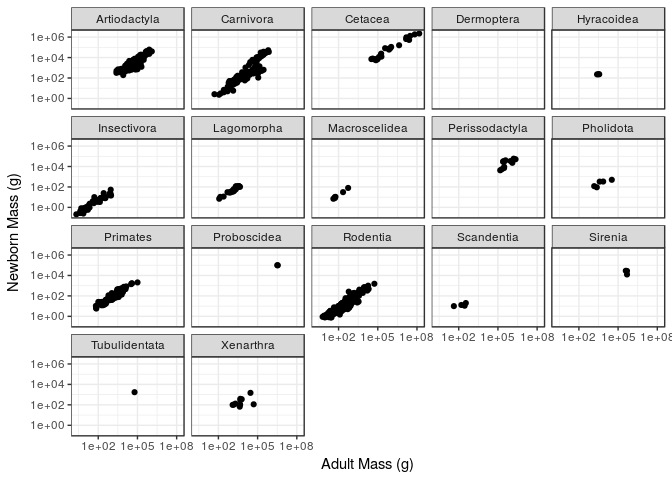 Artiodactyla Carnivora Cetacea Dermoptera Hyracoidea
1e+06
1e+04
1e+02
1e+00
Insectivora Lagomorpha Macroscelidea Perissodactyla Pholidota
1e+06
1e+04
1e+02
1e+00
Newborn Mass (g)
Primates Proboscidea Rodentia Scandentia Sirenia
1e+06
1e+04
1e+02
1e+00
1e+02 1e+05 1e+08 1e+02 1e+05 1e+08 1e+02 1e+05 1e+08
Tubulidentata Xenarthra
1e+06
1e+04
1e+02
1e+00
1e+02 1e+05 1e+08 1e+02 1e+05 1e+08
Adult Mass (g)